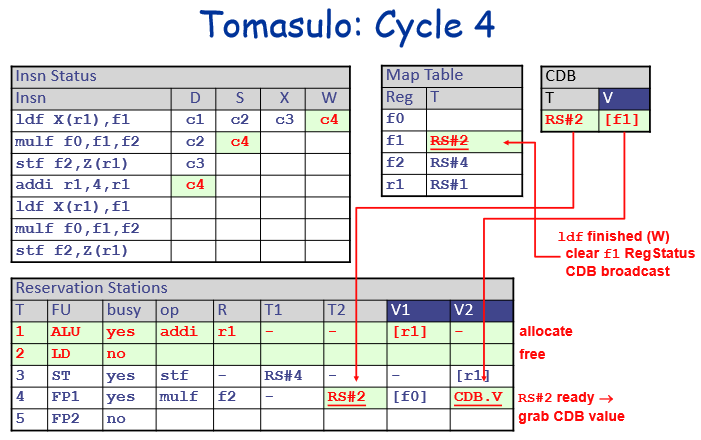 Tomasulo: Cycle 4
Insn Status
Insn D S X W
ldf X(r1),f1 c1 c2 c3 c4
mulf f0,f1,f2 c2 c4
stf f2,Z(r1) c3
addi r1,4,r1 c4
ldf X(r1),f1
mulf f0,f1,f2
stf f2,Z(r1)
Map Table
Reg T
f0
f1 RS#2
f2 RS#4
r1 RS#1
CDB
T V
RS#2 [f1]
ldf finished (W)
clear f1 RegStatus
CDB broadcast
Reservation Stations
T FU busy op R T1 T2 V1 V2
1 ALU yes addi r1 - - [r1] - allocate
2 LD no free
3 ST yes stf - RS#4 - - [r1]
4 FP1 yes mulf f2 - RS#2 [f0] CDB.V RS#2 ready →
grab CDB value
5 FP2 no